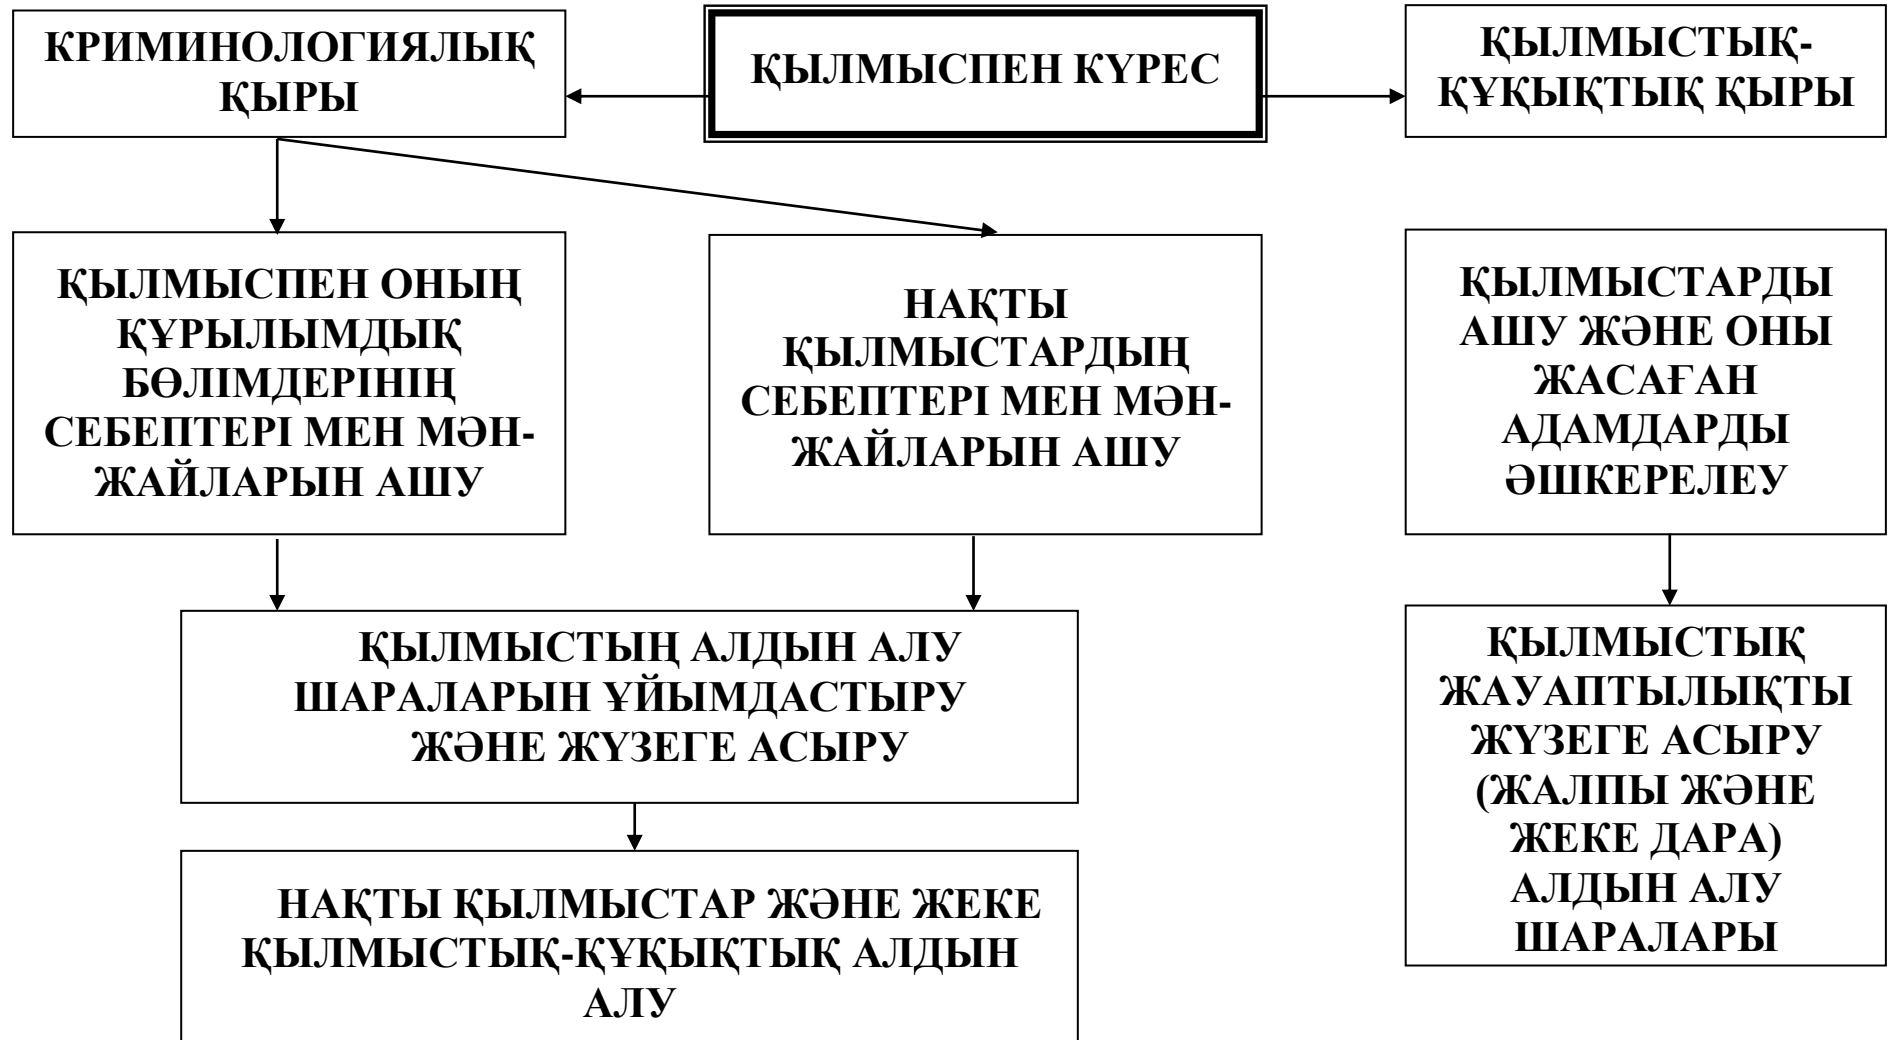 КРИМИНОЛОГИЯЛЫҚ
ҚЫРЫ
ҚЫЛМЫСПЕН КҮРЕС
ҚЫЛМЫСТЫҚ-
ҚҰҚЫҚТЫҚ ҚЫРЫ
ҚЫЛМЫСПЕН ОНЫҢ
ҚҰРЫЛЫМДЫҚ
БӨЛІМДЕРІНІҢ
СЕБЕПТЕРІ МЕН МӘН-
ЖАЙЛАРЫН АШУ
НАҚТЫ
ҚЫЛМЫСТАРДЫҢ
СЕБЕПТЕРІ МЕН МӘН-
ЖАЙЛАРЫН АШУ
ҚЫЛМЫСТАРДЫ
АШУ ЖӘНЕ ОНЫ
ЖАСАҒАН
АДАМДАРДЫ
ӘШКЕРЕЛЕУ
ҚЫЛМЫСТЫҢ АЛДЫН АЛУ
ШАРАЛАРЫН ҰЙЫМДАСТЫРУ
ЖӘНЕ ЖҮЗЕГЕ АСЫРУ
ҚЫЛМЫСТЫҚ
ЖАУАПТЫЛЫҚТЫ
ЖҮЗЕГЕ АСЫРУ
(ЖАЛПЫ ЖӘНЕ
ЖЕКЕ ДАРА)
АЛДЫН АЛУ
ШАРАЛАРЫ
НАҚТЫ ҚЫЛМЫСТАР ЖӘНЕ ЖЕКЕ
ҚЫЛМЫСТЫҚ-ҚҰҚЫҚТЫҚ АЛДЫН
АЛУ